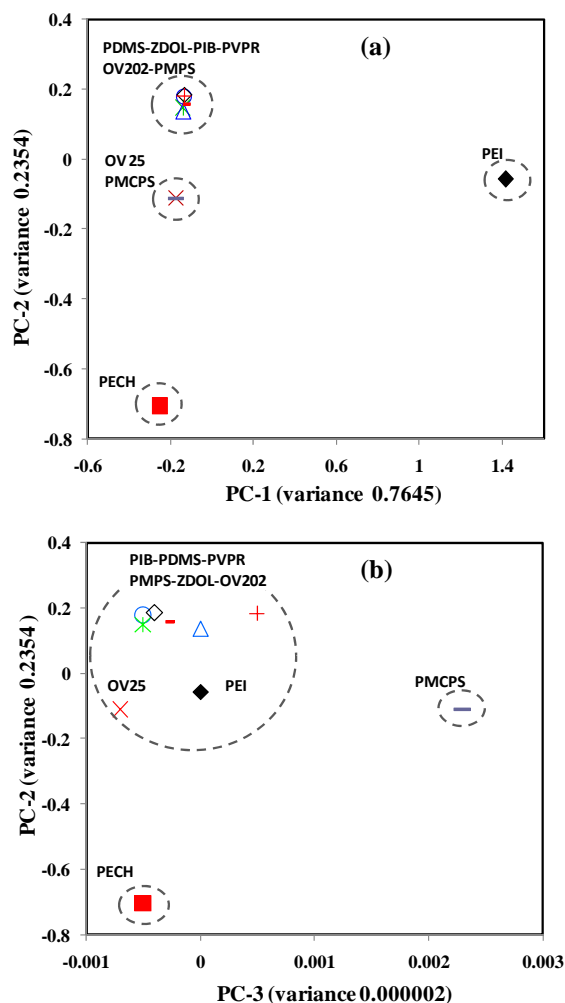 (a)
PDMS-ZDOL-PIB-PVPR
OV202-PMPS
OV25
PMCPS
PEI
PECH
0.4
0.2
0
-0.2
-0.4
-0.6
-0.8
-0.6
-0.2
0.2
0.6
1
1.4
PC-2 (variance 0.2354)
PC-1 (variance 0.7645)
(b)
PIB-PDMS-PVPR
PMPS-ZDOL-OV202
OV25
PEI
PMCPS
PECH
0.4
0.2
0
-0.2
-0.4
-0.6
-0.8
-0.001
0
0.001
0.002
0.003
PC-2 (variance 0.2354)
PC-3 (variance 0.000002)